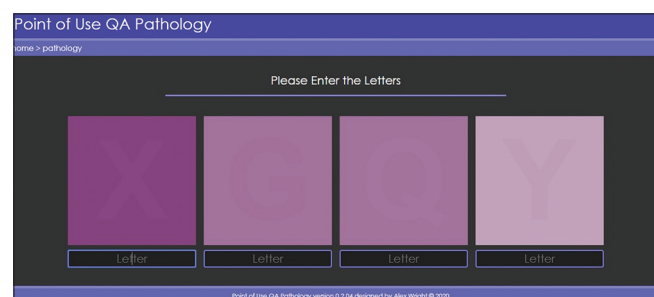 Point of Use QA Pathology
home > pathology
Please Enter the Letters
X G Q Y
Letter Letter Letter Letter
Point of Use QA Pathology version 0.2.04 designed by Alex Wright © 2020